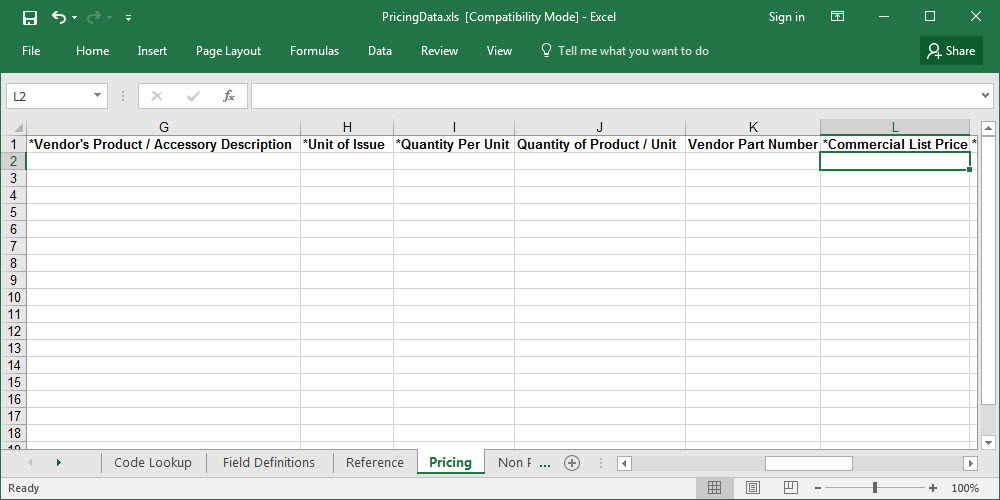 PricingData.xls [Compatibility Mode] - Excel
Sign in
File Home Insert Page Layout Formulas Data Review View Tell me what you want to do Share
L2 fx
G H I J K L
1 *Vendor's Product / Accessory Description *Unit of Issue *Quantity Per Unit Quantity of Product / Unit Vendor Part Number *Commercial List Price *
2
3
4
5
6
7
8
9
10
11
12
13
14
15
16
17
18
19
Code Lookup Field Definitions Reference Pricing Non P ...
Ready 100%